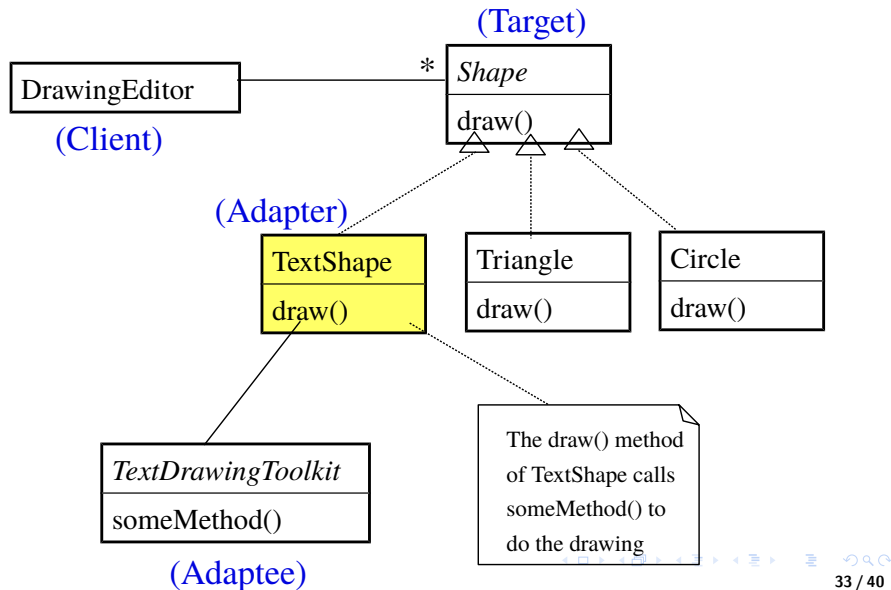 (Target)
*
Shape
DrawingEditor
draw()
(Client)
(Adapter)
TextShape
draw()
Triangle
draw()
Circle
draw()
TextDrawingToolkit
someMethod()
(Adaptee)
The draw() method
of TextShape calls
someMethod() to
do the drawing
33 / 40